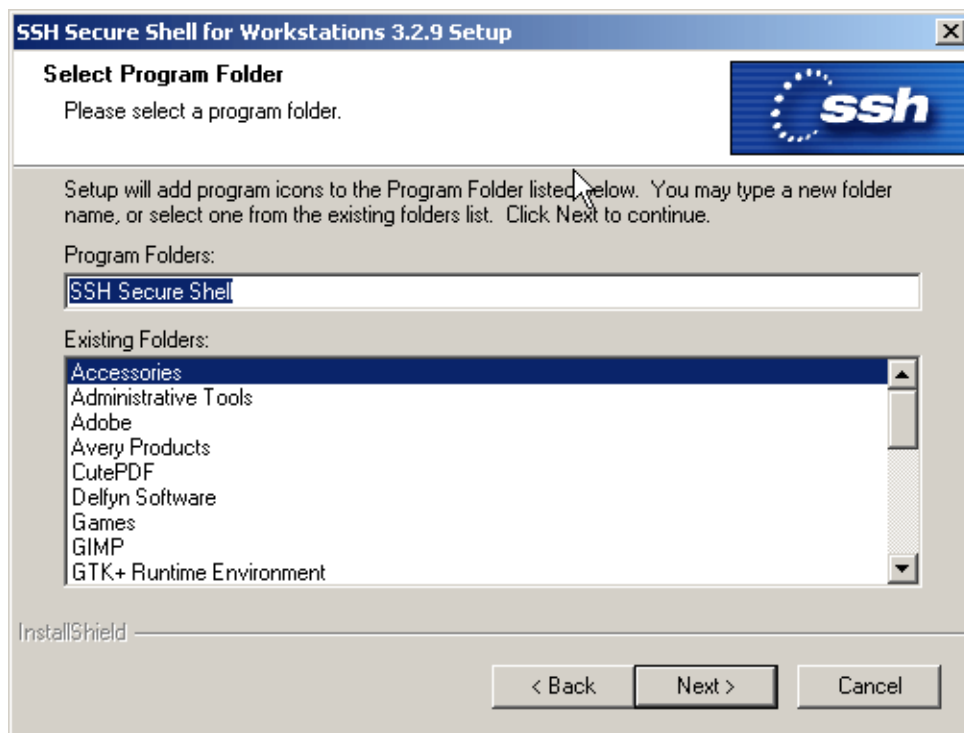 SSH Secure Shell for Workstations 3.2.9 Setup
Select Program Folder
Please select a program folder.
ssh
Setup will add program icons to the Program Folder listed below. You may type a new folder
name, or select one from the existing folders list. Click Next to continue.
Program Folders:
SSH Secure Shell
Existing Folders:
Accessories
Administrative Tools
Adobe
Avery Products
CutePDF
Delfyn Software
Games
GIMP
GTK+ Runtime Environment
InstallShield
< Back
Next >
Cancel